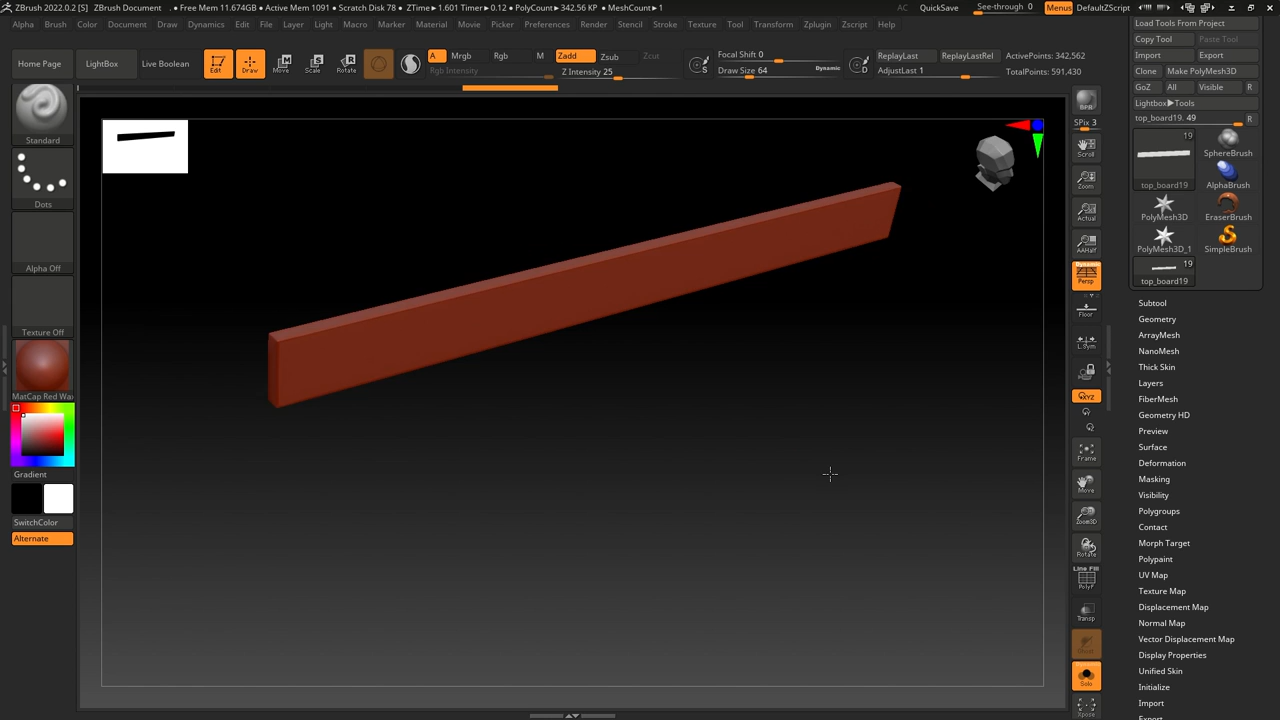 ZBrush 2022.0.2 [S] ZBrush Document . • Free Mem 11.674GB • Active Mem 1091 • Scratch Disk 78 • ZTime▸1.601 Timer▸0.12 • PolyCount▸342.56 KP • MeshCount▸1 AC QuickSave See-through 0 Menus DefaultZScript
Alpha Brush Color Document Draw Dynamics Edit File Layer Light Macro Marker Material Movie Picker Preferences Render Stencil Stroke Texture Tool Transform Zplugin Zscript Help
Home Page LightBox Live Boolean Edit Draw Move Scale Rotate A Mrgb Rgb M Zadd Zsub Zcut Focal Shift 0 ReplayLast ReplayLastRel ActivePoints: 342,562
Rgb Intensity Z Intensity 25 S Draw Size 64 Dynamic D AdjustLast 1 TotalPoints: 591,430
Standard
Dots
Alpha Off
Texture Off
MatCap Red Wa
Gradient
SwitchColor
Alternate
BPR
SPix 3
Scroll
Zoom
Actual
AAHalf
Dynamic
Persp
Floor
L.Sym
XYZ
Frame
Move
Zoom3D
Rotate
Line Fill
PolyF
Transp
Solo
Xpose
Load Tools From Project
Copy Tool Paste Tool
Import Export
Clone Make PolyMesh3D
GoZ All Visible R
Lightbox▸Tools
top_board19. 49 R
19
SphereBrush
top_board19 AlphaBrush
PolyMesh3D EraserBrush
PolyMesh3D_1 SimpleBrush
19
top_board19
Subtool
Geometry
ArrayMesh
NanoMesh
Thick Skin
Layers
FiberMesh
Geometry HD
Preview
Surface
Deformation
Masking
Visibility
Polygroups
Contact
Morph Target
Polypaint
UV Map
Texture Map
Displacement Map
Normal Map
Vector Displacement Map
Display Properties
Unified Skin
Initialize
Import
Export